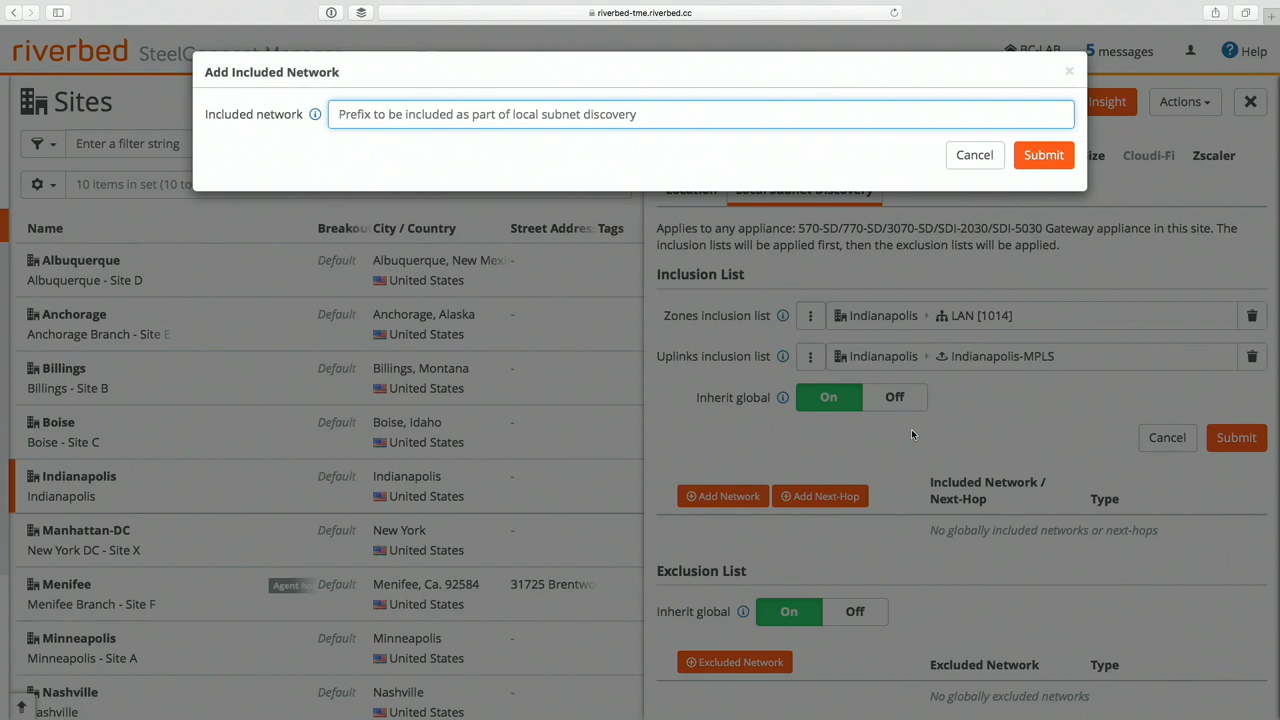 riverbed-tme.riverbed.cc
riverbed SteelConnect
BC-LAB
5 messages
Help
Add Included Network
×
Included network
Prefix to be included as part of local subnet discovery
Cancel
Submit
Sites
Insight
Actions
Enter a filter string
10 items in set (10 to
Cloudi-Fi
Zscaler
Local Subnet Discovery
Name
City / Country
Street Addres
Tags
Albuquerque
Albuquerque - Site D
Default
Albuquerque, New Mexi
-
United States
Anchorage
Anchorage Branch - Site E
Default
Anchorage, Alaska
-
United States
Billings
Billings - Site B
Default
Billings, Montana
-
United States
Boise
Boise - Site C
Default
Boise, Idaho
-
United States
Indianapolis
Indianapolis
Default
Indianapolis
-
United States
Manhattan-DC
New York DC - Site X
Default
New York
-
United States
Menifee
Menifee Branch - Site F
Default
Menifee, Ca. 92584
31725 Brentwo
United States
Minneapolis
Minneapolis - Site A
Default
Minneapolis
-
United States
Nashville
ashville
Default
Nashville
-
United States
Applies to any appliance: 570-SD/770-SD/3070-SD/SDI-2030/SDI-5030 Gateway appliance in this site. The
inclusion lists will be applied first, then the exclusion lists will be applied.
Inclusion List
Zones inclusion list
Indianapolis
LAN [1014]
Uplinks inclusion list
Indianapolis
Indianapolis-MPLS
Inherit global
On
Off
Cancel
Submit
Add Network
Add Next-Hop
Included Network /
Next-Hop
Type
No globally included networks or next-hops
Exclusion List
Inherit global
On
Off
Excluded Network
Excluded Network
Type
No globally excluded networks